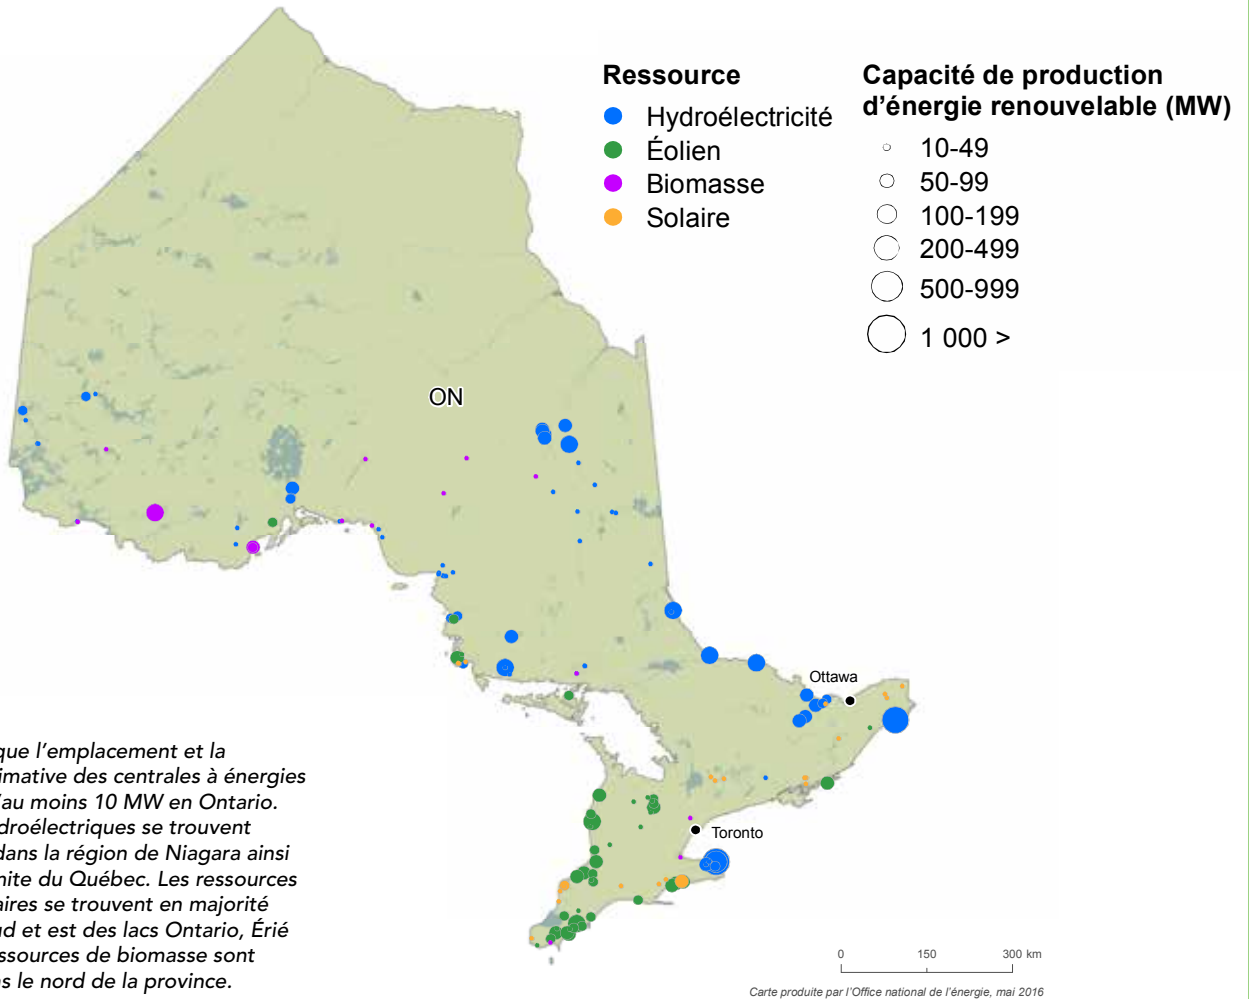 Ressource
Hydroélectricité
Éolien
Biomasse
Solaire
Capacité de production
d'énergie renouvelable (MW)
10-49
50-99
100-199
200-499
500-999
1 000 >
ON
Ottawa
Toronto
que l'emplacement et la
imative des centrales à énergies
'au moins 10 MW en Ontario.
droélectriques se trouvent
dans la région de Niagara ainsi
nite du Québec. Les ressources
aires se trouvent en majorité
ud et est des lacs Ontario, Érié
ssources de biomasse sont
s le nord de la province.
0 150 300 km
Carte produite par l'Office national de l'énergie, mai 2016